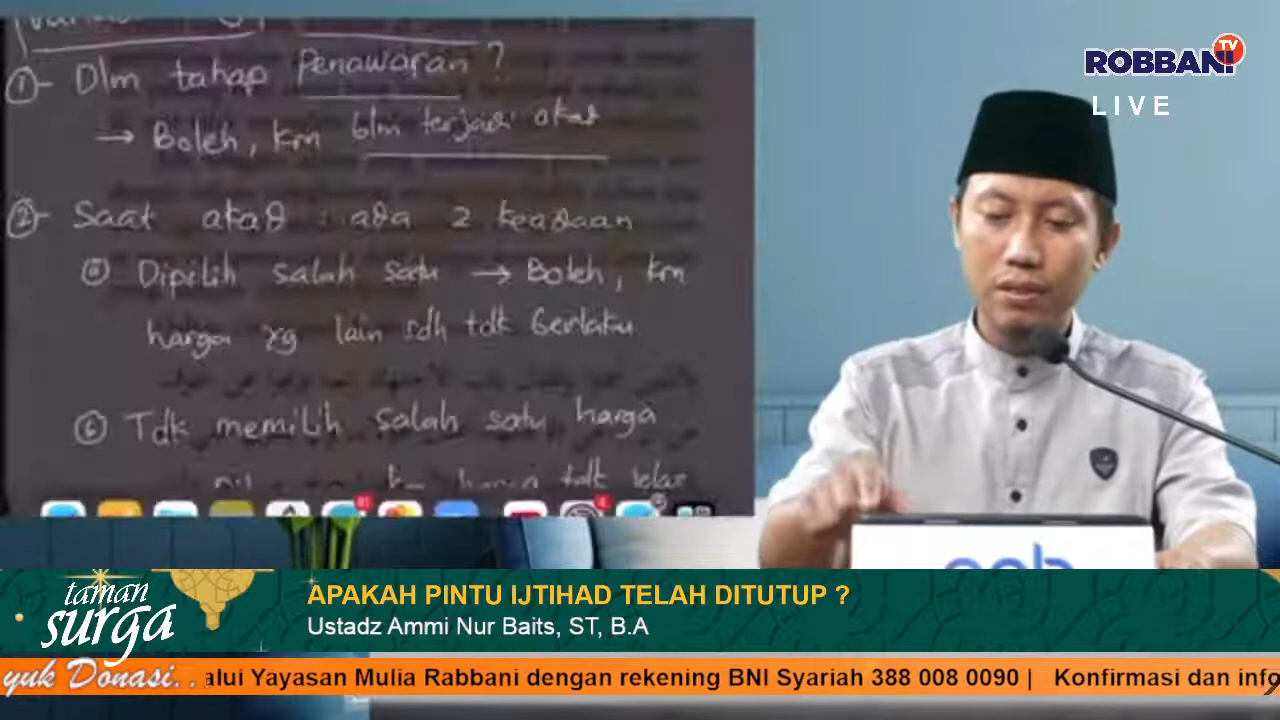 ① Dlm tahap Penawaran ?
→ Boleh, krn blm terjadi akad
② Saat akad : ada 2 keadaan
ⓐ Dipilih salah satu → Boleh, krn
harga yg lain sdh tdk berlaku
ⓑ Tdk memilih salah satu harga
harga tdk jelas
ROBBANI TV
LIVE
taman surga
APAKAH PINTU IJTIHAD TELAH DITUTUP ?
Ustadz Ammi Nur Baits, ST, B.A
yuk Donasi. . .
alui Yayasan Mulia Rabbani dengan rekening BNI Syariah 388 008 0090 | Konfirmasi dan info